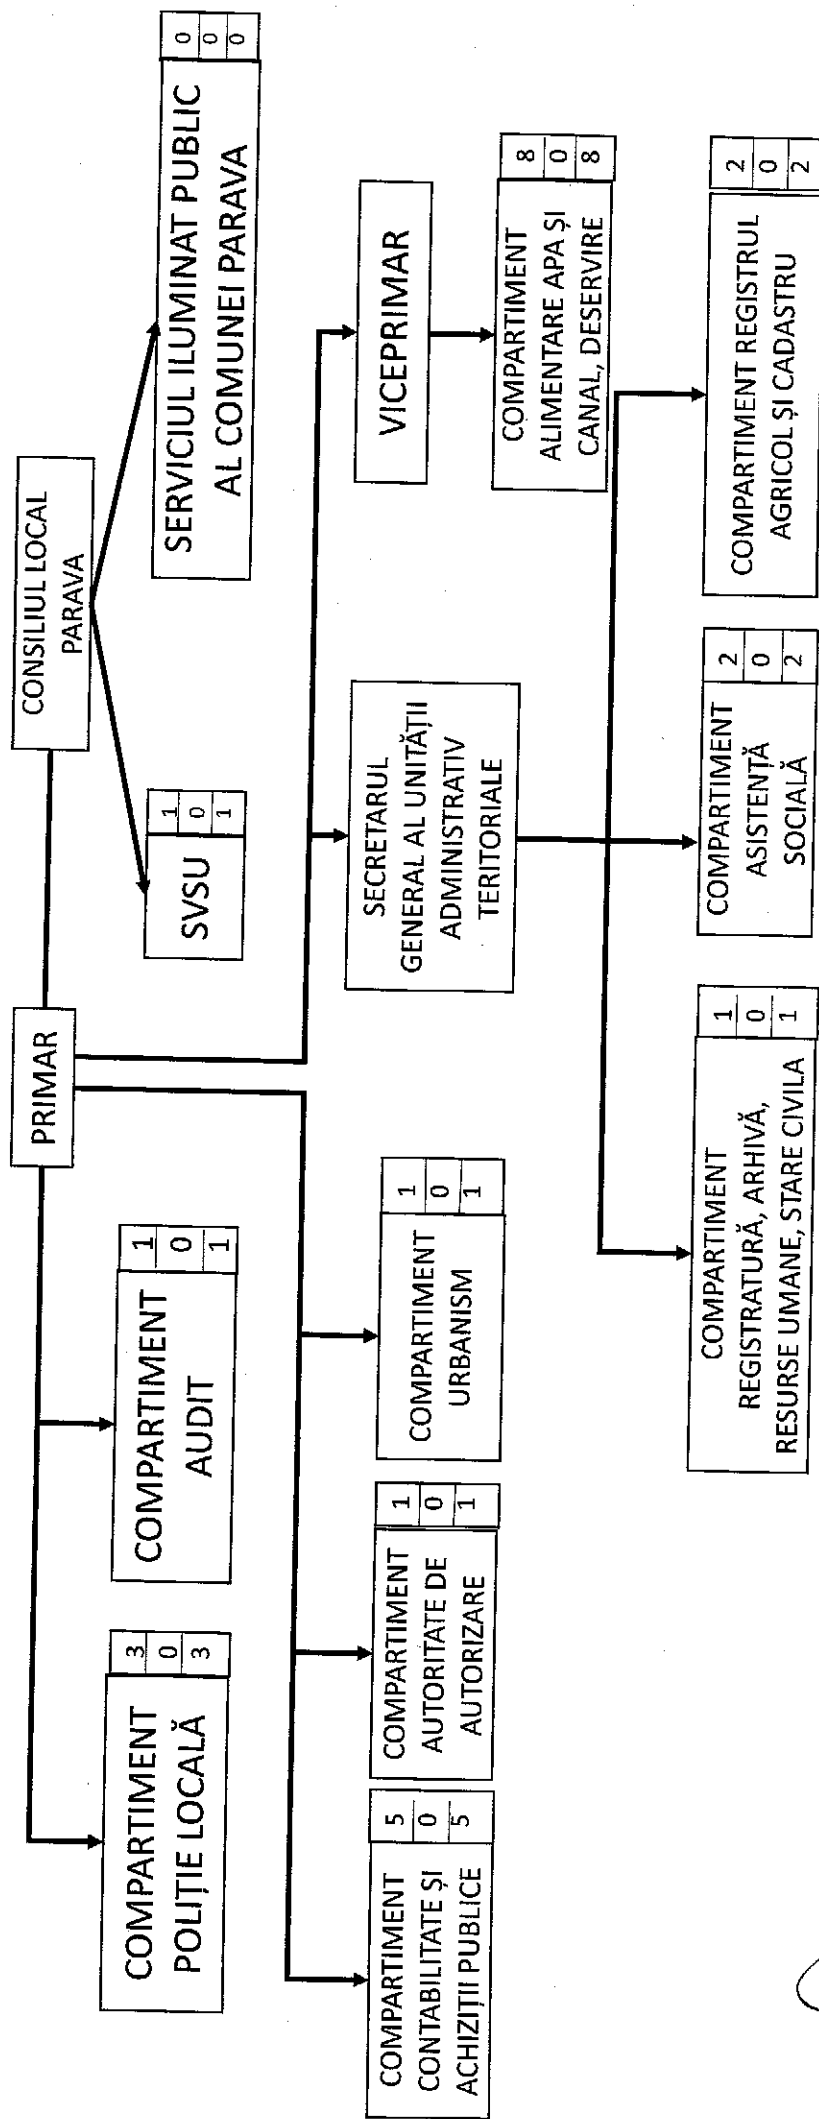 PRIMAR
CONSILIUL LOCAL
PARAVA
COMPARTIMENT
POLIȚIE LOCALĂ
3
0
3
COMPARTIMENT
AUDIT
1
0
1
SVSU
1
0
1
SERVICIUL ILUMINAT PUBLIC
AL COMUNEI PARAVA
0
0
0
COMPARTIMENT
CONTABILITATE ȘI
ACHIZIȚII PUBLICE
5
0
5
COMPARTIMENT
AUTORITATE DE
AUTORIZARE
1
0
1
COMPARTIMENT
URBANISM
1
0
1
SECRETARUL
GENERAL AL UNITĂȚII
ADMINISTRATIV
TERITORIALE
VICEPRIMAR
COMPARTIMENT
ALIMENTARE APA ȘI
CANAL, DESERVIRE
8
0
8
COMPARTIMENT
REGISTRATURĂ, ARHIVĂ,
RESURSE UMANE, STARE CIVILA
1
0
1
COMPARTIMENT
ASISTENȚĂ
SOCIALĂ
2
0
2
COMPARTIMENT REGISTRUL
AGRICOL ȘI CADASTRU
2
0
2